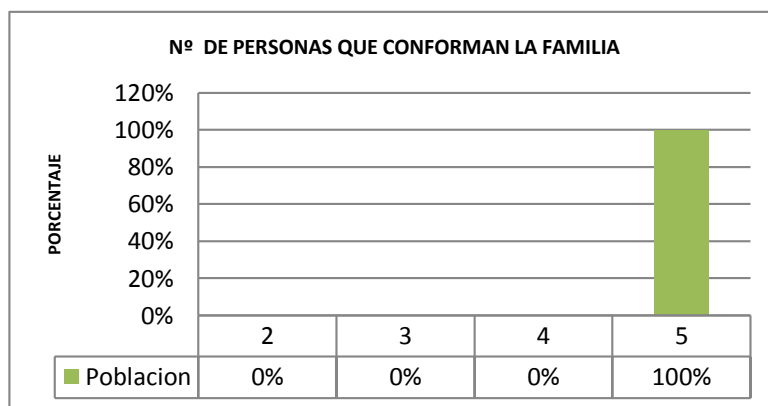 Nº DE PERSONAS QUE CONFORMAN LA FAMILIA
PORCENTAJE
120%
100%
80%
60%
40%
20%
0%
2 3 4 5
Poblacion 0% 0% 0% 100%